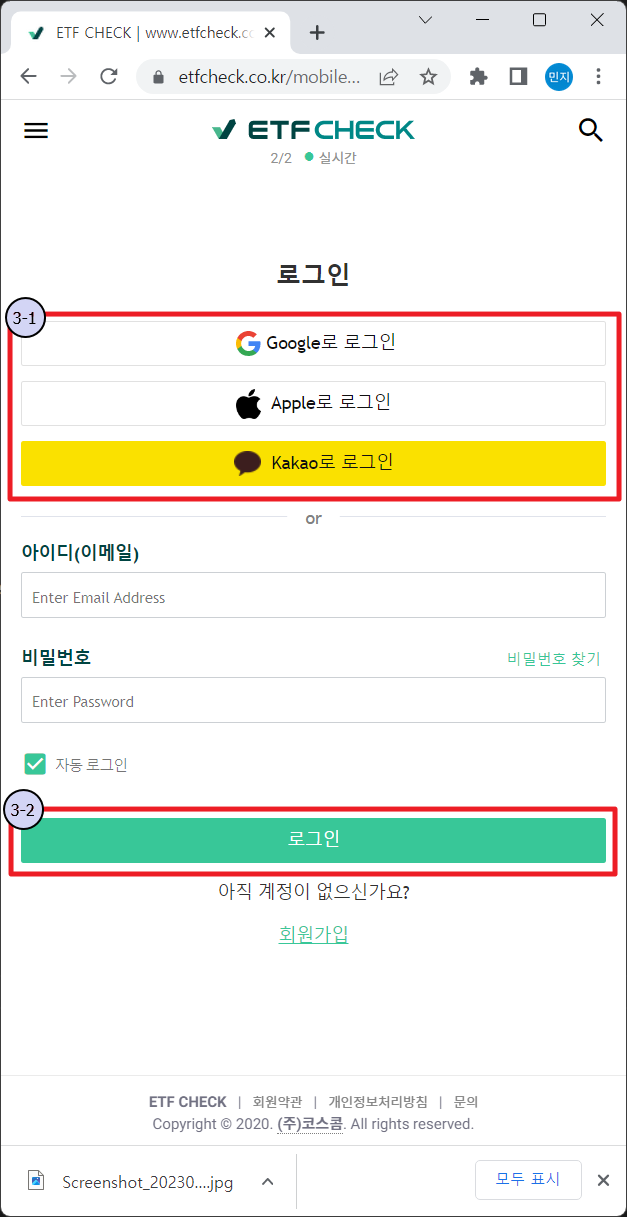 ETF CHECK | www.etfcheck.co
etfcheck.co.kr/mobile...
민지
ETF CHECK
2/2 실시간
로그인
3-1
Google로 로그인
Apple로 로그인
Kakao로 로그인
or
아이디(이메일)
Enter Email Address
비밀번호
비밀번호 찾기
Enter Password
자동 로그인
3-2
로그인
아직 계정이 없으신가요?
회원가입
ETF CHECK | 회원약관 | 개인정보처리방침 | 문의
Copyright © 2020. (주)코스콤. All rights reserved.
Screenshot_20230....jpg
모두 표시